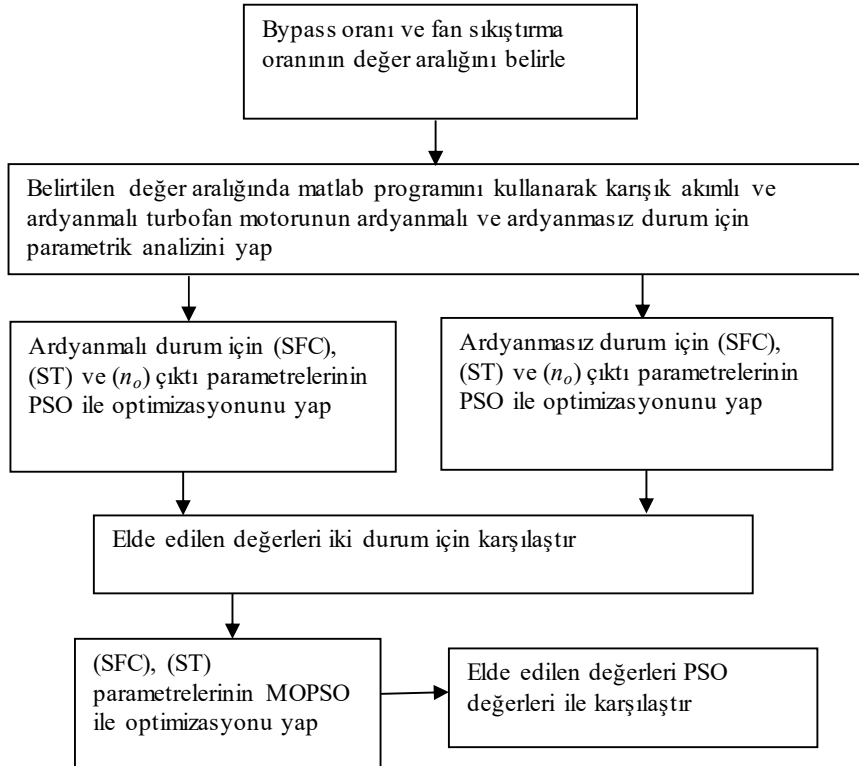 Bypass oranı ve fan sıkıştırma
oranının değer aralığını belirle
Belirtilen değer aralığında matlab programını kullanarak karışık akımlı ve
ardyanmalı turbofan motorunun ardyanmalı ve ardyanmasız durum için
parametrik analizini yap
Ardyanmalı durum için (SFC),
(ST) ve (n_o) çıktı parametrelerinin
PSO ile optimizasyonunu yap
Ardyanmasız durum için (SFC),
(ST) ve (n_o) çıktı parametrelerinin
PSO ile optimizasyonunu yap
Elde edilen değerleri iki durum için karşılaştır
(SFC), (ST)
parametrelerinin MOPSO
ile optimizasyonu yap
Elde edilen değerleri PSO
değerleri ile karşılaştır